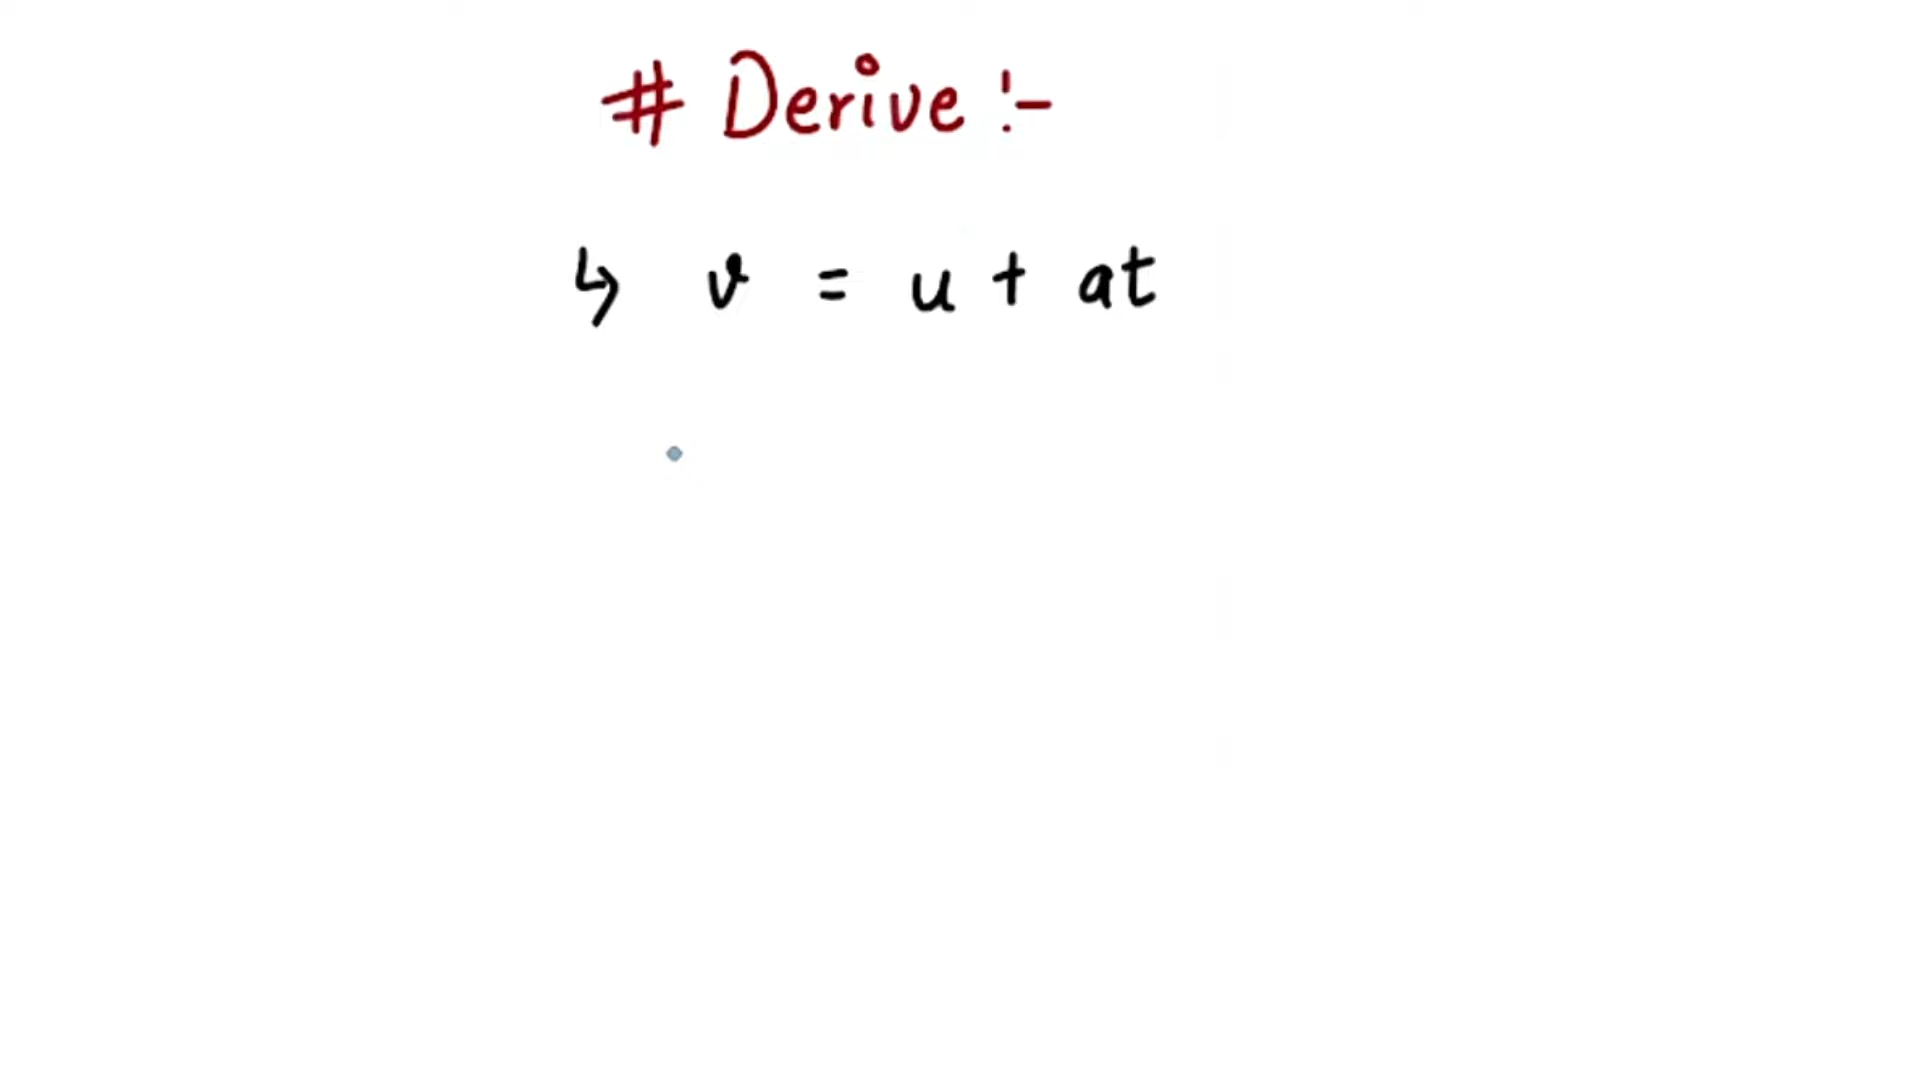 # Derive :-
↳ v = u + at